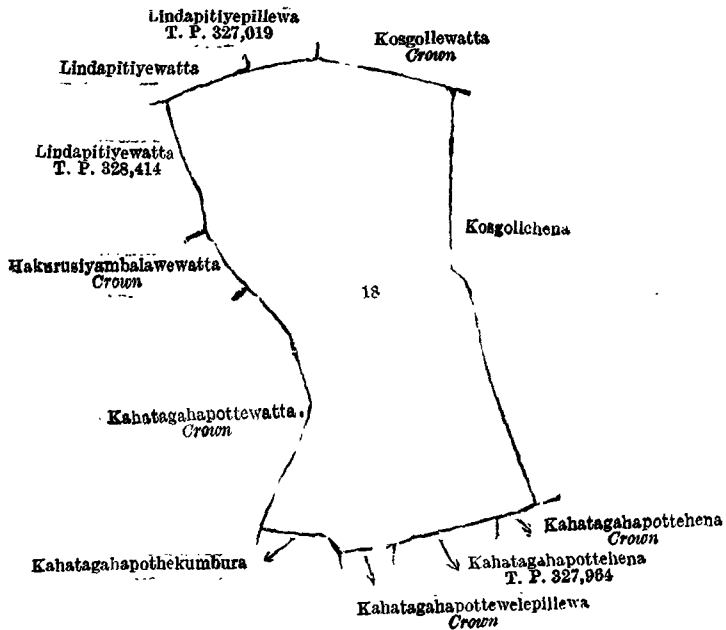 Lindapitiyepillewa
T. P. 327,019
Kosgollewatta
Crown
Lindapitiyewatta
Lindapitiyewatta
T. P. 328,414
Kosgollchena
Hakurusiyambalawewatta
Crown
18
Kahatagahapottewatta.
Crown
Kahatagahapottehena
Crown
Kahatagahapothekumbura
Kahatagahapottehena
T. P. 327,964
Kahatagahapottewelepillewa
Crown